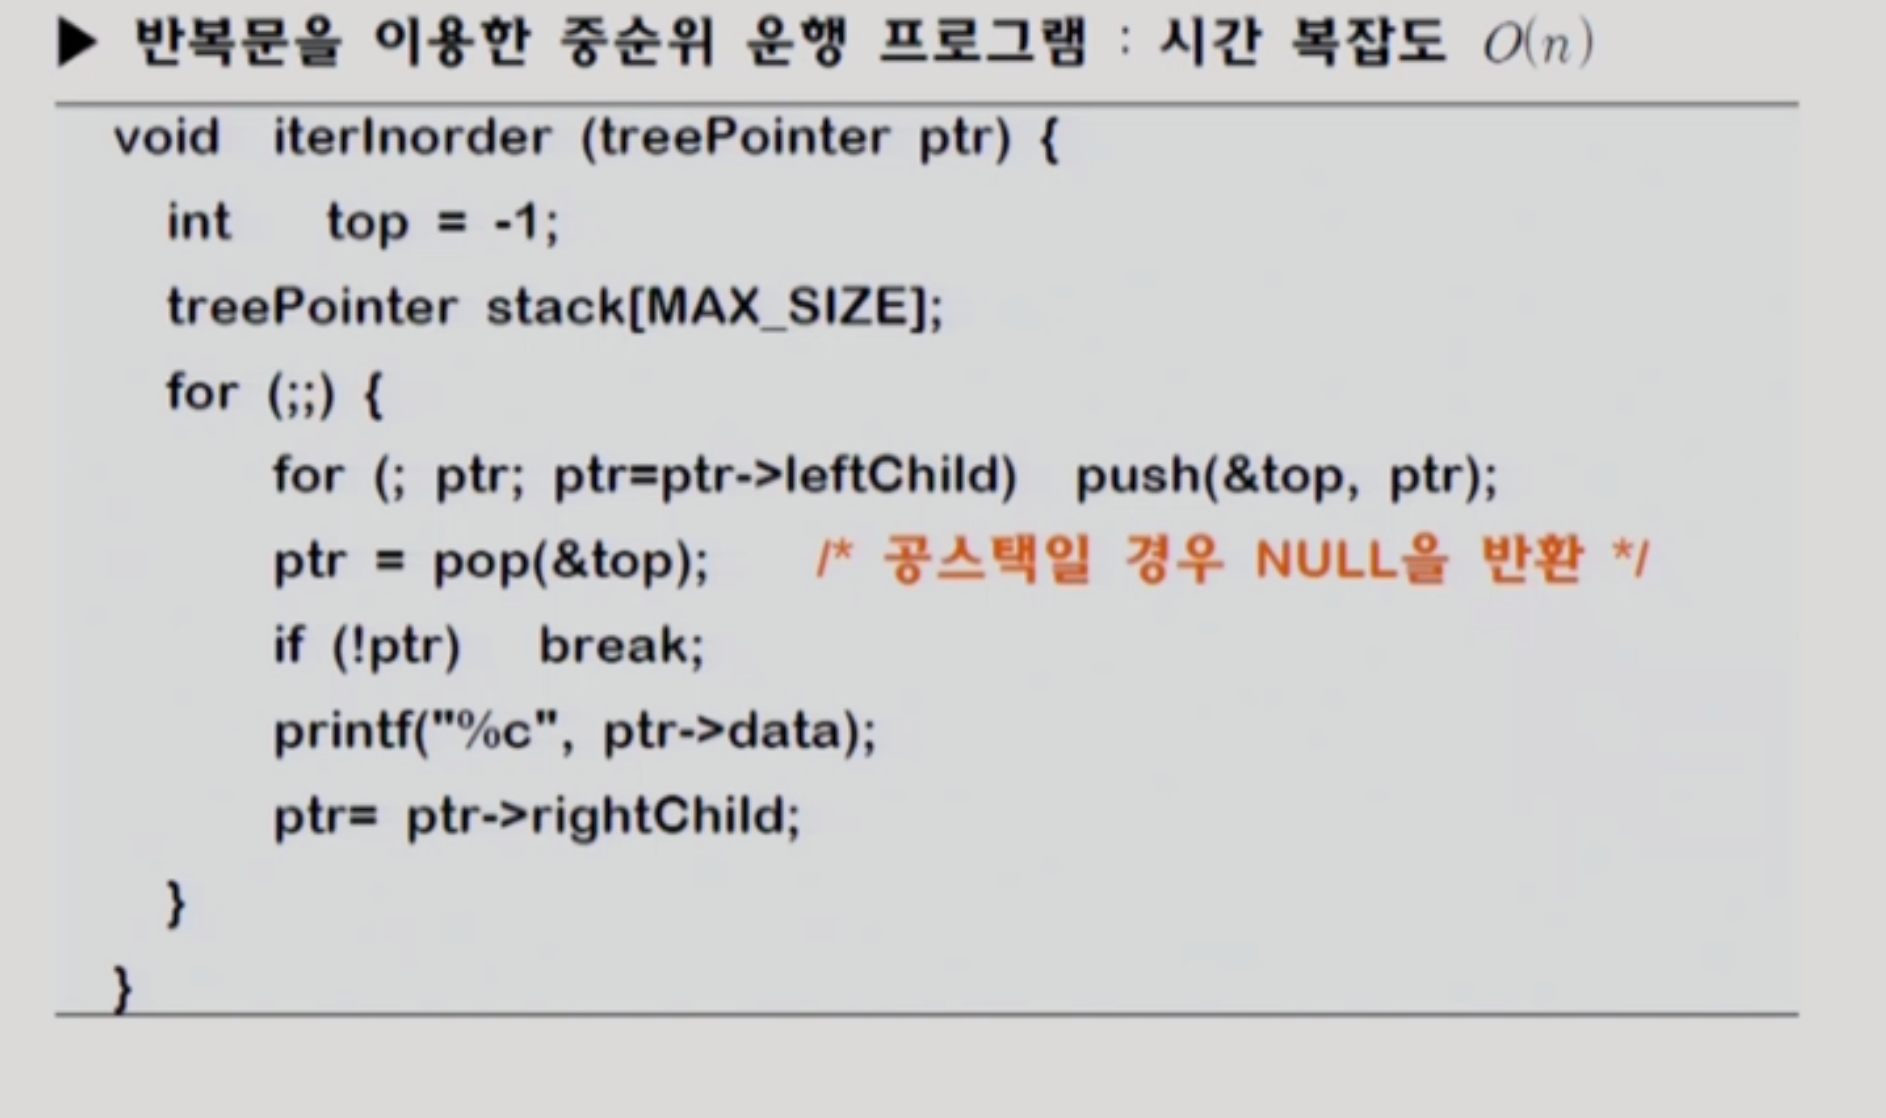 ▶ 반복문을 이용한 중순위 운행 프로그램 : 시간 복잡도 O(n)
void iterInorder (treePointer ptr) {
int top = -1;
treePointer stack[MAX_SIZE];
for (;;) {
for (; ptr; ptr=ptr->leftChild) push(&top, ptr);
ptr = pop(&top); /* 공스택일 경우 NULL을 반환 */
if (!ptr) break;
printf("%c", ptr->data);
ptr= ptr->rightChild;
}
}